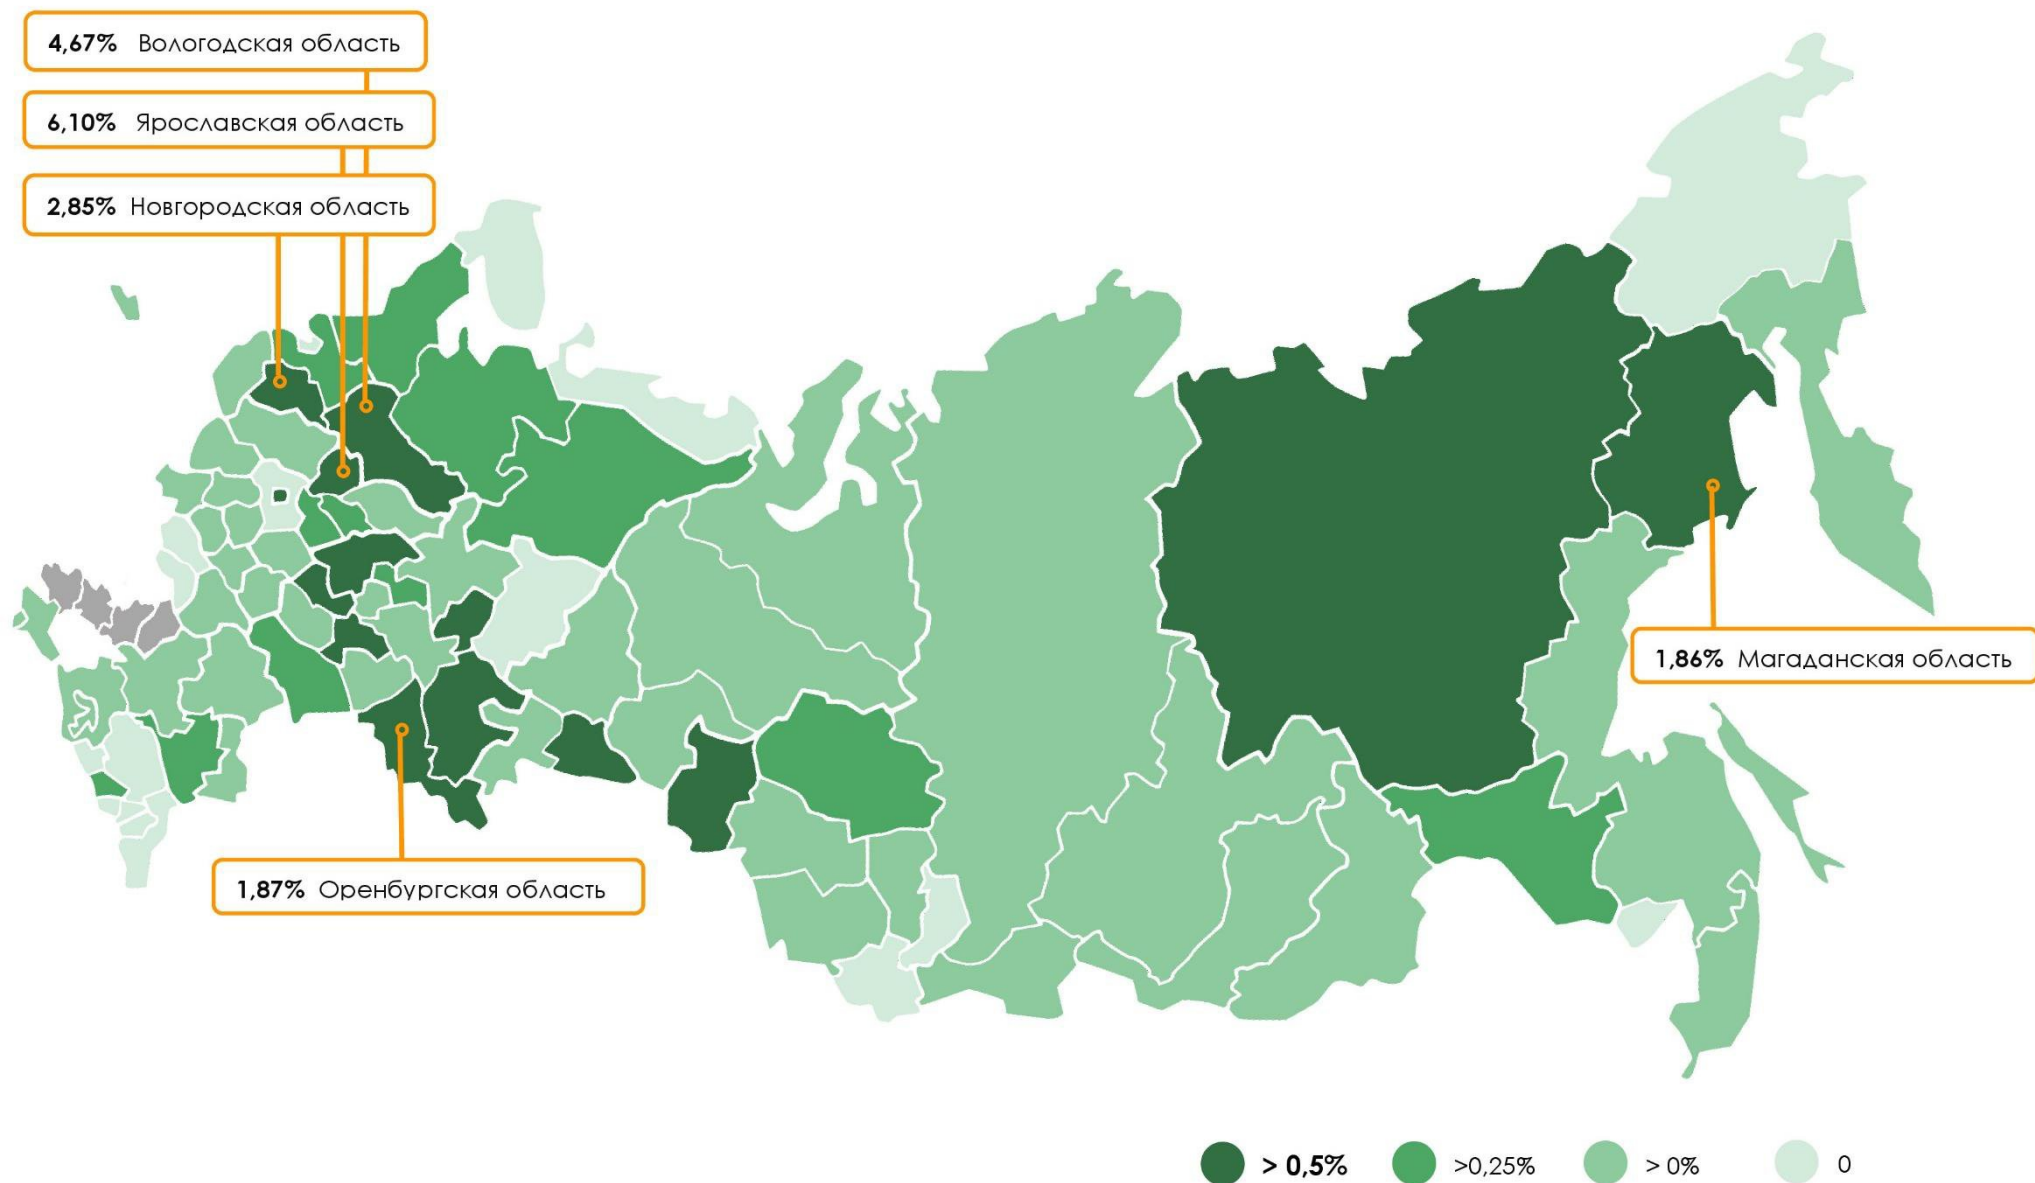 4,67% Вологодская область
6,10% Ярославская область
2,85% Новгородская область
1,86% Магаданская область
1,87% Оренбургская область
> 0,5% >0,25% > 0% 0